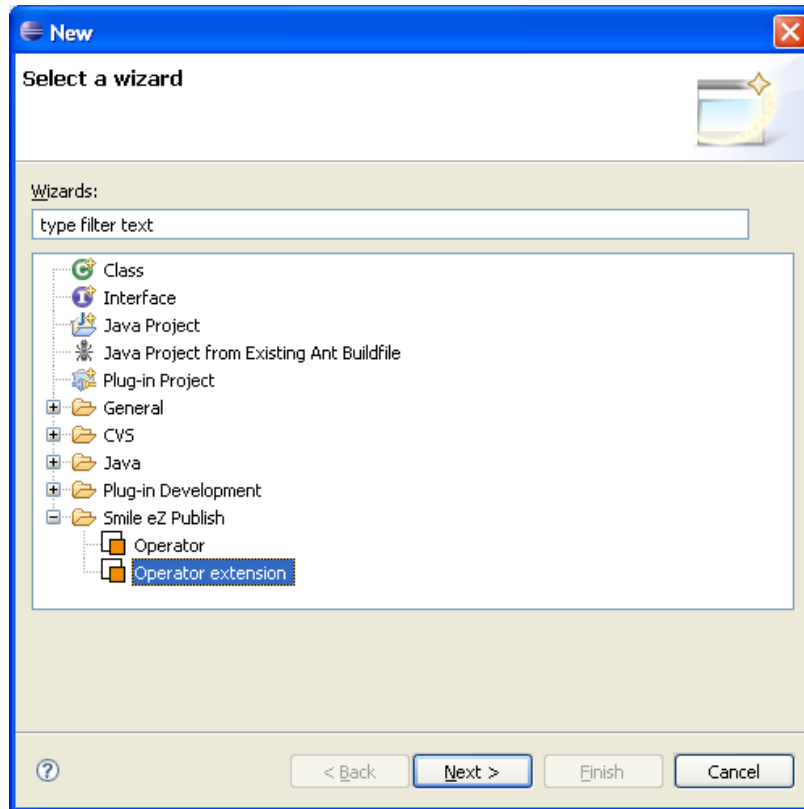 New
Select a wizard
Wizards:
type filter text
Class
Interface
Java Project
Java Project from Existing Ant Buildfile
Plug-in Project
General
CVS
Java
Plug-in Development
Smile eZ Publish
Operator
Operator extension
< Back Next > Finish Cancel